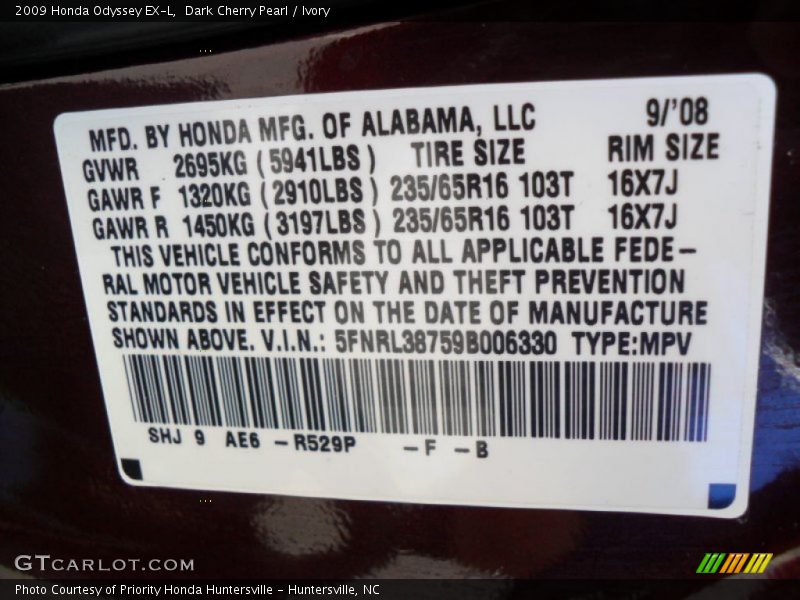 2009 Honda Odyssey EX-L, Dark Cherry Pearl / Ivory
MFD. BY HONDA MFG. OF ALABAMA, LLC 9/'08
GVWR 2695KG (5941LBS) TIRE SIZE RIM SIZE
GAWR F 1320KG (2910LBS) 235/65R16 103T 16X7J
GAWR R 1450KG (3197LBS) 235/65R16 103T 16X7J
THIS VEHICLE CONFORMS TO ALL APPLICABLE FEDE-
RAL MOTOR VEHICLE SAFETY AND THEFT PREVENTION
STANDARDS IN EFFECT ON THE DATE OF MANUFACTURE
SHOWN ABOVE. V.I.N.: 5FNRL38759B006330 TYPE:MPV
SHJ 9 AE6 -R529P -F -B
GTCARLOT.COM
Photo Courtesy of Priority Honda Huntersville - Huntersville, NC